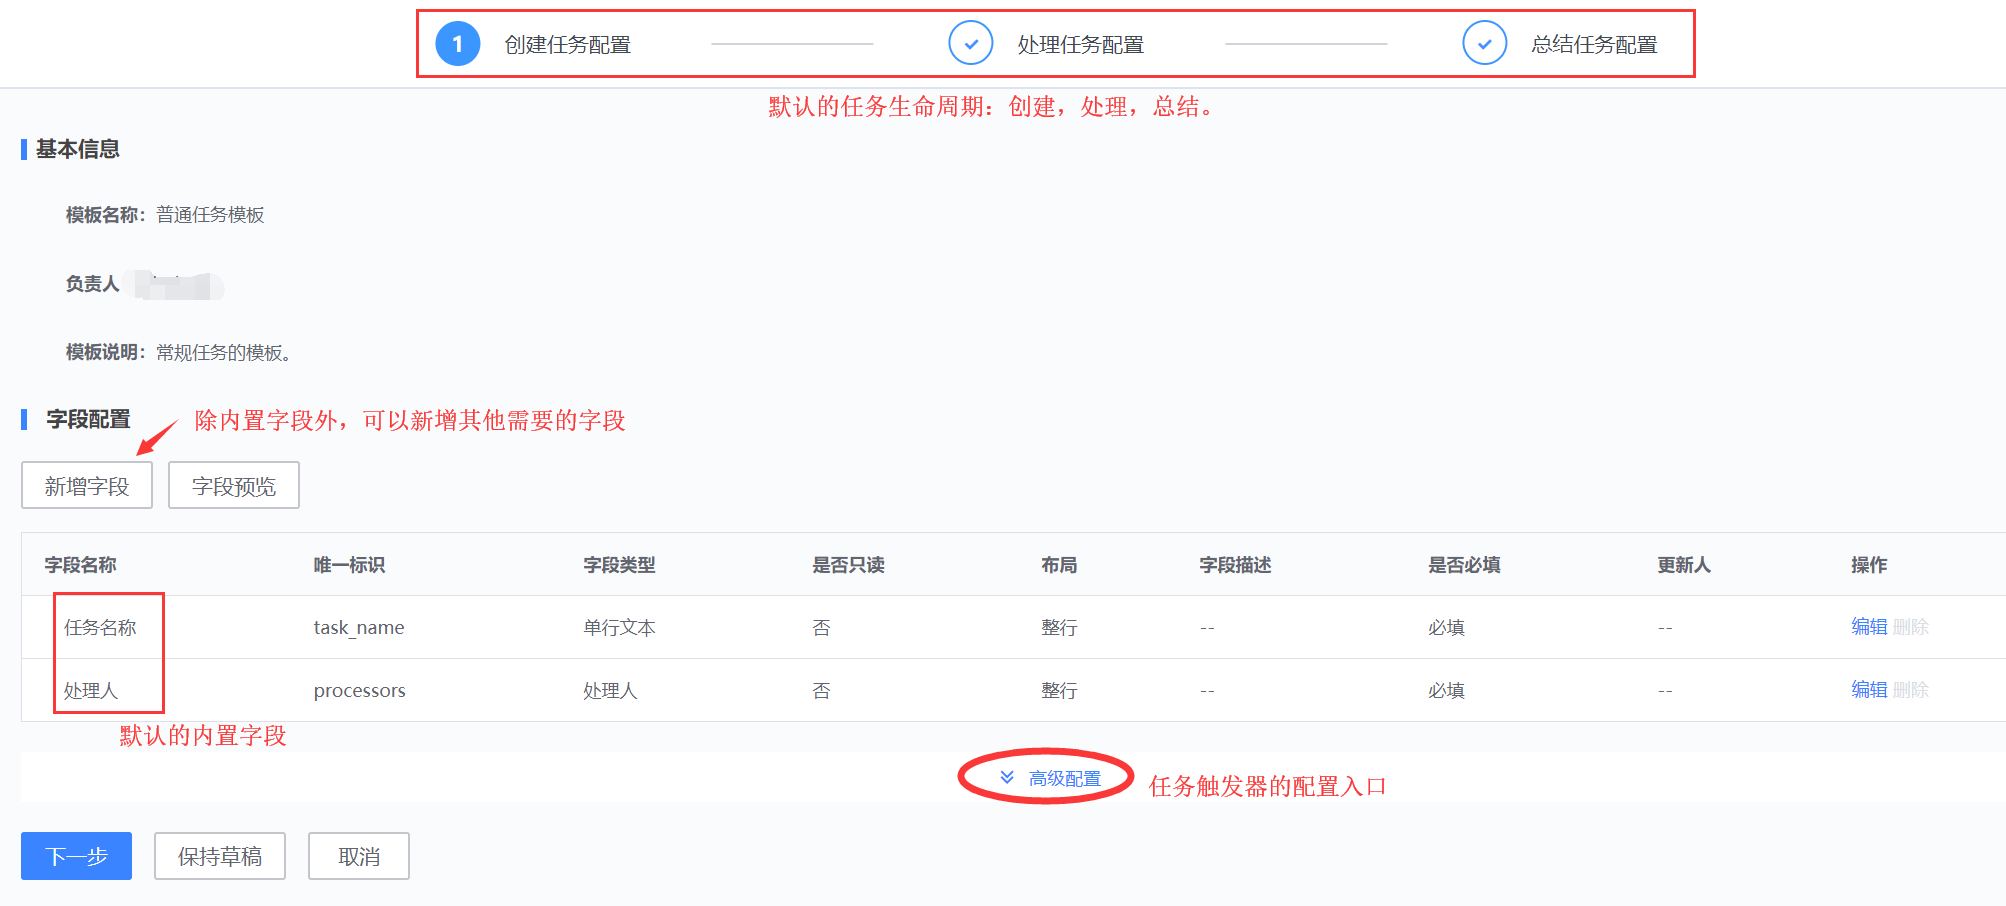 1 创建任务配置 处理任务配置 总结任务配置
默认的任务生命周期：创建，处理，总结。
基本信息
模板名称：普通任务模板
负责人
模板说明：常规任务的模板。
字段配置 除内置字段外，可以新增其他需要的字段
新增字段 字段预览
字段名称 唯一标识 字段类型 是否只读 布局 字段描述 是否必填 更新人 操作
任务名称 task_name 单行文本 否 整行 -- 必填 -- 编辑 删除
处理人 processors 处理人 否 整行 -- 必填 -- 编辑 删除
默认的内置字段
高级配置 任务触发器的配置入口
下一步 保持草稿 取消